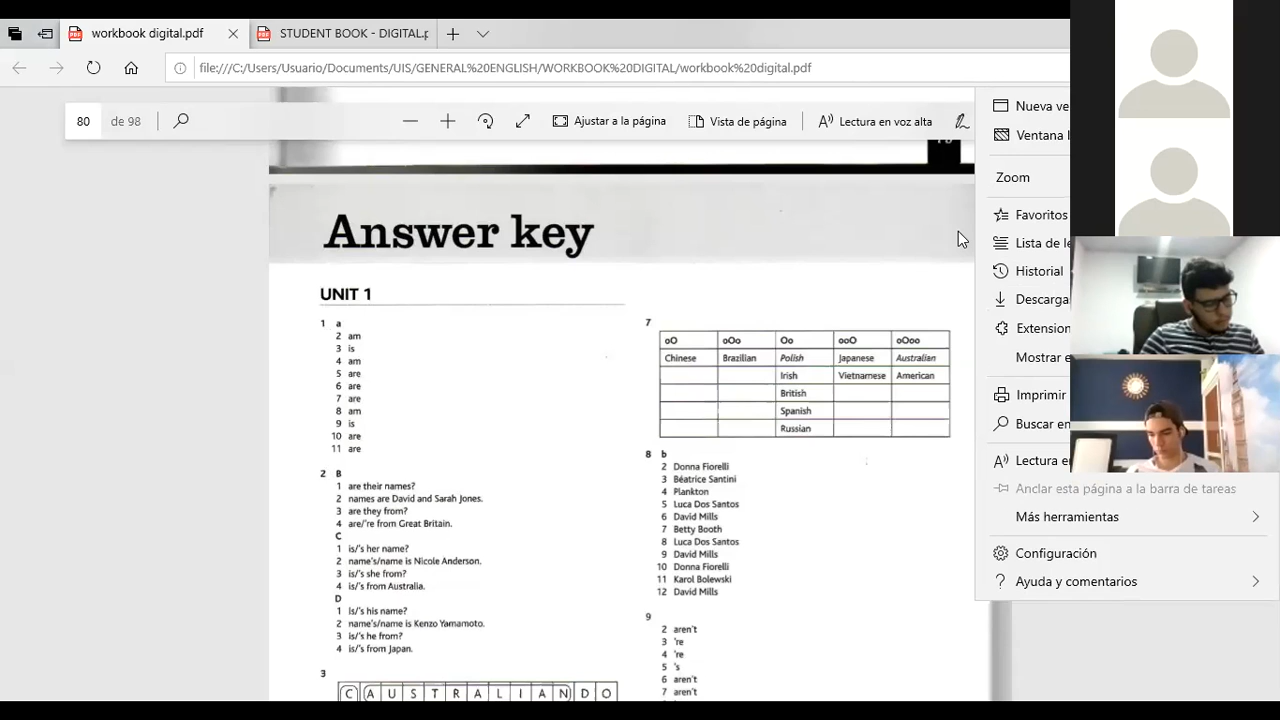 workbook digital.pdf
STUDENT BOOK - DIGITAL.p
file:///C:/Users/Usuario/Documents/UIS/GENERAL%20ENGLISH/WORKBOOK%20DIGITAL/workbook%20digital.pdf
80 de 98
Ajustar a la página
Vista de página
Lectura en voz alta
Answer key
UNIT 1
1 a
2 am
3 is
4 am
5 are
6 are
7 are
8 am
9 is
10 are
11 are
2 B
1 are their names?
2 names are David and Sarah Jones.
3 are they from?
4 are/'re from Great Britain.
C
1 is/'s her name?
2 name's/name is Nicole Anderson.
3 is/'s she from?
4 is/'s from Australia.
D
1 is/'s his name?
2 name's/name is Kenzo Yamamoto.
3 is/'s he from?
4 is/'s from Japan.
3
C A U S T R A L I A N D O
7
oO oOo Oo ooO oOoo
Chinese Brazilian Polish Japanese Australian
Irish Vietnamese American
British
Spanish
Russian
8 b
2 Donna Fiorelli
3 Béatrice Santini
4 Plankton
5 Luca Dos Santos
6 David Mills
7 Betty Booth
8 Luca Dos Santos
9 David Mills
10 Donna Fiorelli
11 Karol Bolewski
12 David Mills
9
2 aren't
3 're
4 're
5 's
6 aren't
7 aren't
Nueva ve
Ventana
Zoom
Favoritos
Lista de le
Historial
Descargas
Extension
Mostrar e
Imprimir
Buscar en
Lectura e
Anclar esta página a la barra de tareas
Más herramientas
Configuración
Ayuda y comentarios